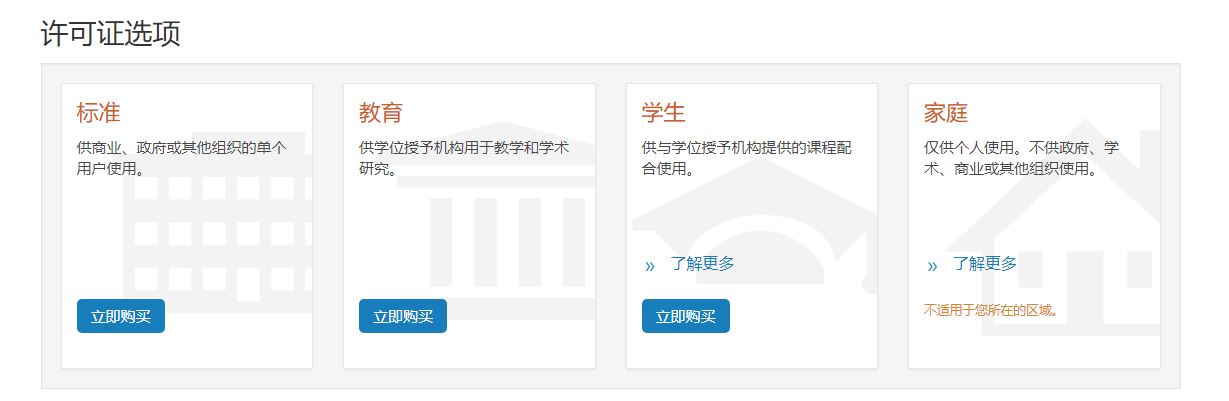 许可证选项
标准
供商业、政府或其他组织的单个
用户使用。
立即购买
教育
供学位授予机构用于教学和学术
研究。
立即购买
学生
供与学位授予机构提供的课程配
合使用。
» 了解更多
立即购买
家庭
仅供个人使用。不供政府、学
术、商业或其他组织使用。
» 了解更多
不适用于您所在的区域。